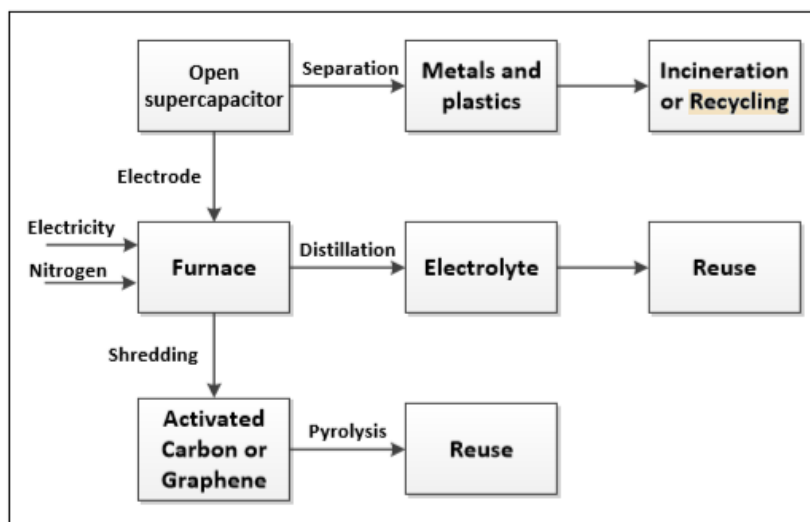 Open
supercapacitor
Separation
Metals and
plastics
Incineration
or Recycling
Electrode
Electricity
Nitrogen
Furnace
Distillation
Electrolyte
Reuse
Shredding
Activated
Carbon or
Graphene
Pyrolysis
Reuse